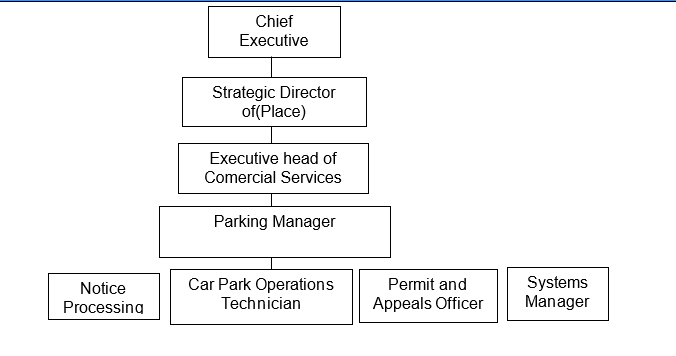 Chief
Executive
Strategic Director
of(Place)
Executive head of
Comercial Services
Parking Manager
Notice
Processing
Car Park Operations
Technician
Permit and
Appeals Officer
Systems
Manager